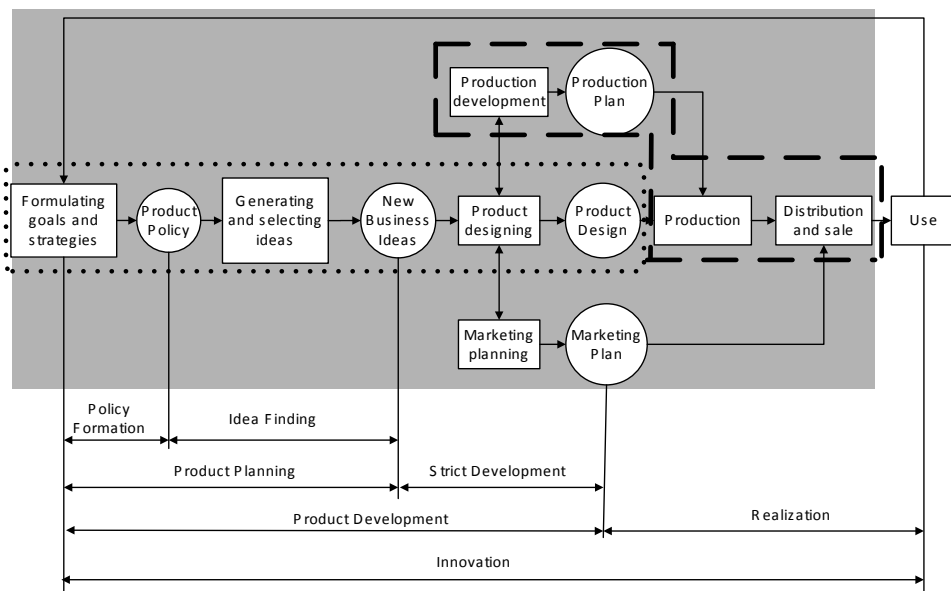 Production
development
Production
Plan
Formulating
goals and
strategies
Product
Policy
Generating
and selecting
ideas
New
Business
Ideas
Product
designing
Product
Design
Production
Distribution
and sale
Use
Marketing
planning
Marketing
Plan
Policy
Formation
Idea Finding
Product Planning
Strict Development
Product Development
Realization
Innovation